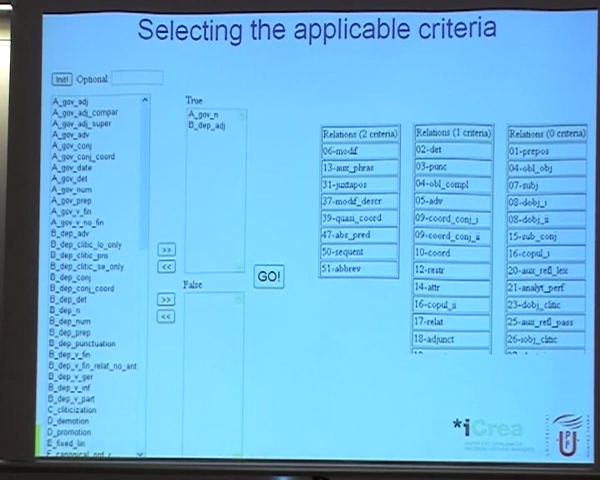 Selecting the applicable criteria
Init!
Optional
A_gov_adj
A_gov_adj_compar
A_gov_adj_super
A_gov_adv
A_gov_conj
A_gov_conj_coord
A_gov_date
A_gov_det
A_gov_num
A_gov_prep
A_gov_v_fin
A_gov_v_no_fin
B_dep_adv
B_dep_clitic_lo_only
B_dep_clitic_pro
B_dep_clitic_se_only
B_dep_conj
B_dep_conj_coord
B_dep_det
B_dep_n
B_dep_num
B_dep_prep
B_dep_punctuation
B_dep_v_fin
B_dep_v_fin_relat_no_ant
B_dep_v_ger
B_dep_v_inf
B_dep_v_part
C_cliticization
D_demotion
D_promotion
E_fixed_lin
>>
<<
>>
<<
True
A_gov_n
B_dep_adj
False
GO!
Relations (2 criteria)
06-modif
13-aux_phras
31-juxtapos
37-modif_descr
39-quasi_coord
47-abs_pred
50-sequent
51-abbrev
Relations (1 criteria)
02-det
03-punc
04-obl_compl
05-adv
09-coord_conj_i
09-coord_conj_ii
10-coord
12-restr
14-attr
16-copul_ii
17-relat
18-adjunct
Relations (0 criteria)
01-prepos
04-obl_obj
07-subj
08-dobj_i
08-dobj_ii
15-sub_conj
16-copul_i
20-aux_refl_lex
21-analyt_perf
23-dobj_clitic
25-aux_refl_pass
26-iobj_clitic
*iCrea
UPF